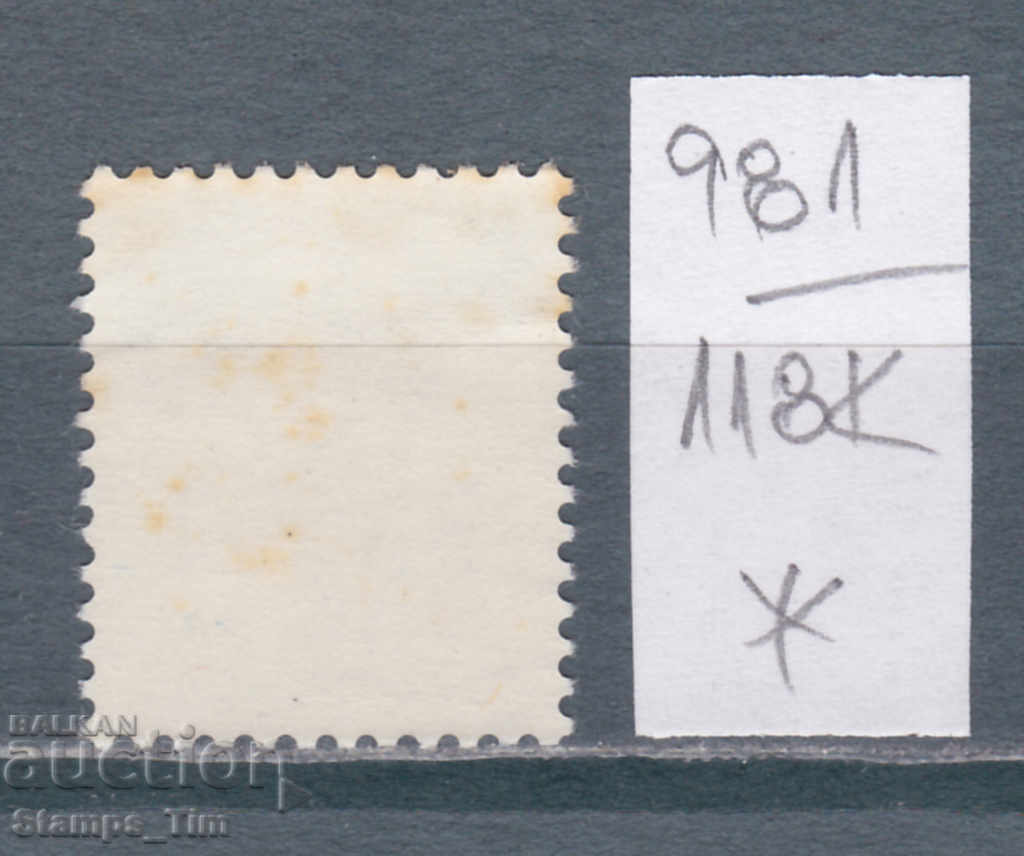 981
118K
*
BALKAN
auction
Stamps_Tim